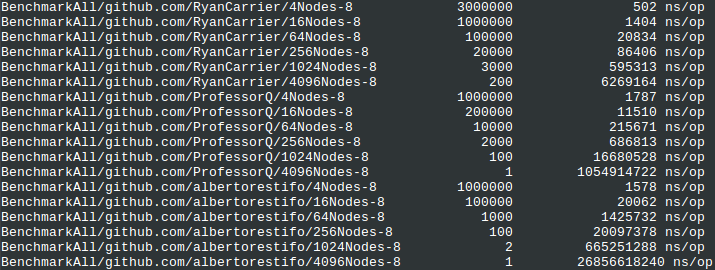 BenchmarkAll/github.com/RyanCarrier/4Nodes-8 3000000 502 ns/op
BenchmarkAll/github.com/RyanCarrier/16Nodes-8 1000000 1404 ns/op
BenchmarkAll/github.com/RyanCarrier/64Nodes-8 100000 20834 ns/op
BenchmarkAll/github.com/RyanCarrier/256Nodes-8 20000 86406 ns/op
BenchmarkAll/github.com/RyanCarrier/1024Nodes-8 3000 595313 ns/op
BenchmarkAll/github.com/RyanCarrier/4096Nodes-8 200 6269164 ns/op
BenchmarkAll/github.com/ProfessorQ/4Nodes-8 1000000 1787 ns/op
BenchmarkAll/github.com/ProfessorQ/16Nodes-8 200000 11510 ns/op
BenchmarkAll/github.com/ProfessorQ/64Nodes-8 10000 215671 ns/op
BenchmarkAll/github.com/ProfessorQ/256Nodes-8 2000 686813 ns/op
BenchmarkAll/github.com/ProfessorQ/1024Nodes-8 100 16680528 ns/op
BenchmarkAll/github.com/ProfessorQ/4096Nodes-8 1 1054914722 ns/op
BenchmarkAll/github.com/albertorestifo/4Nodes-8 1000000 1578 ns/op
BenchmarkAll/github.com/albertorestifo/16Nodes-8 100000 20062 ns/op
BenchmarkAll/github.com/albertorestifo/64Nodes-8 1000 1425732 ns/op
BenchmarkAll/github.com/albertorestifo/256Nodes-8 100 20097378 ns/op
BenchmarkAll/github.com/albertorestifo/1024Nodes-8 2 665251288 ns/op
BenchmarkAll/github.com/albertorestifo/4096Nodes-8 1 26856618240 ns/op